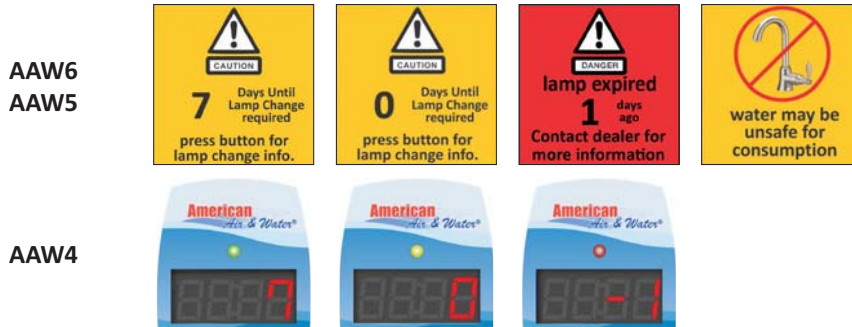 AAW6
AAW5
CAUTION
7 Days Until
Lamp Change
required
press button for
lamp change info.
CAUTION
0 Days Until
Lamp Change
required
press button for
lamp change info.
DANGER
lamp expired
1 days
ago
Contact dealer for
more information
water may be
unsafe for
consumption
AAW4
American
Air & Water®
7
American
Air & Water®
0
American
Air & Water®
-1